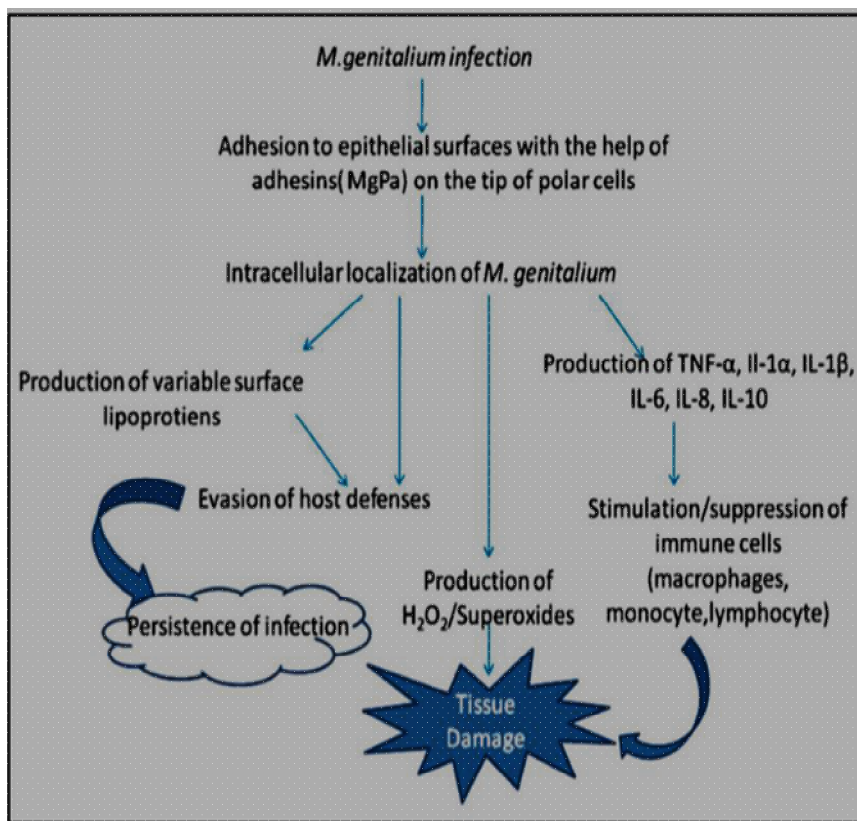 M.genitalium infection
Adhesion to epithelial surfaces with the help of
adhesins(MgPa) on the tip of polar cells
Intracellular localization of M. genitalium
Production of variable surface
lipoprotiens
Production of TNF-α, Il-1α, IL-1β,
IL-6, IL-8, IL-10
Evasion of host defenses
Stimulation/suppression of
immune cells
(macrophages,
monocyte,lymphocyte)
Production of
H₂O₂/Superoxides
Persistence of infection
Tissue
Damage